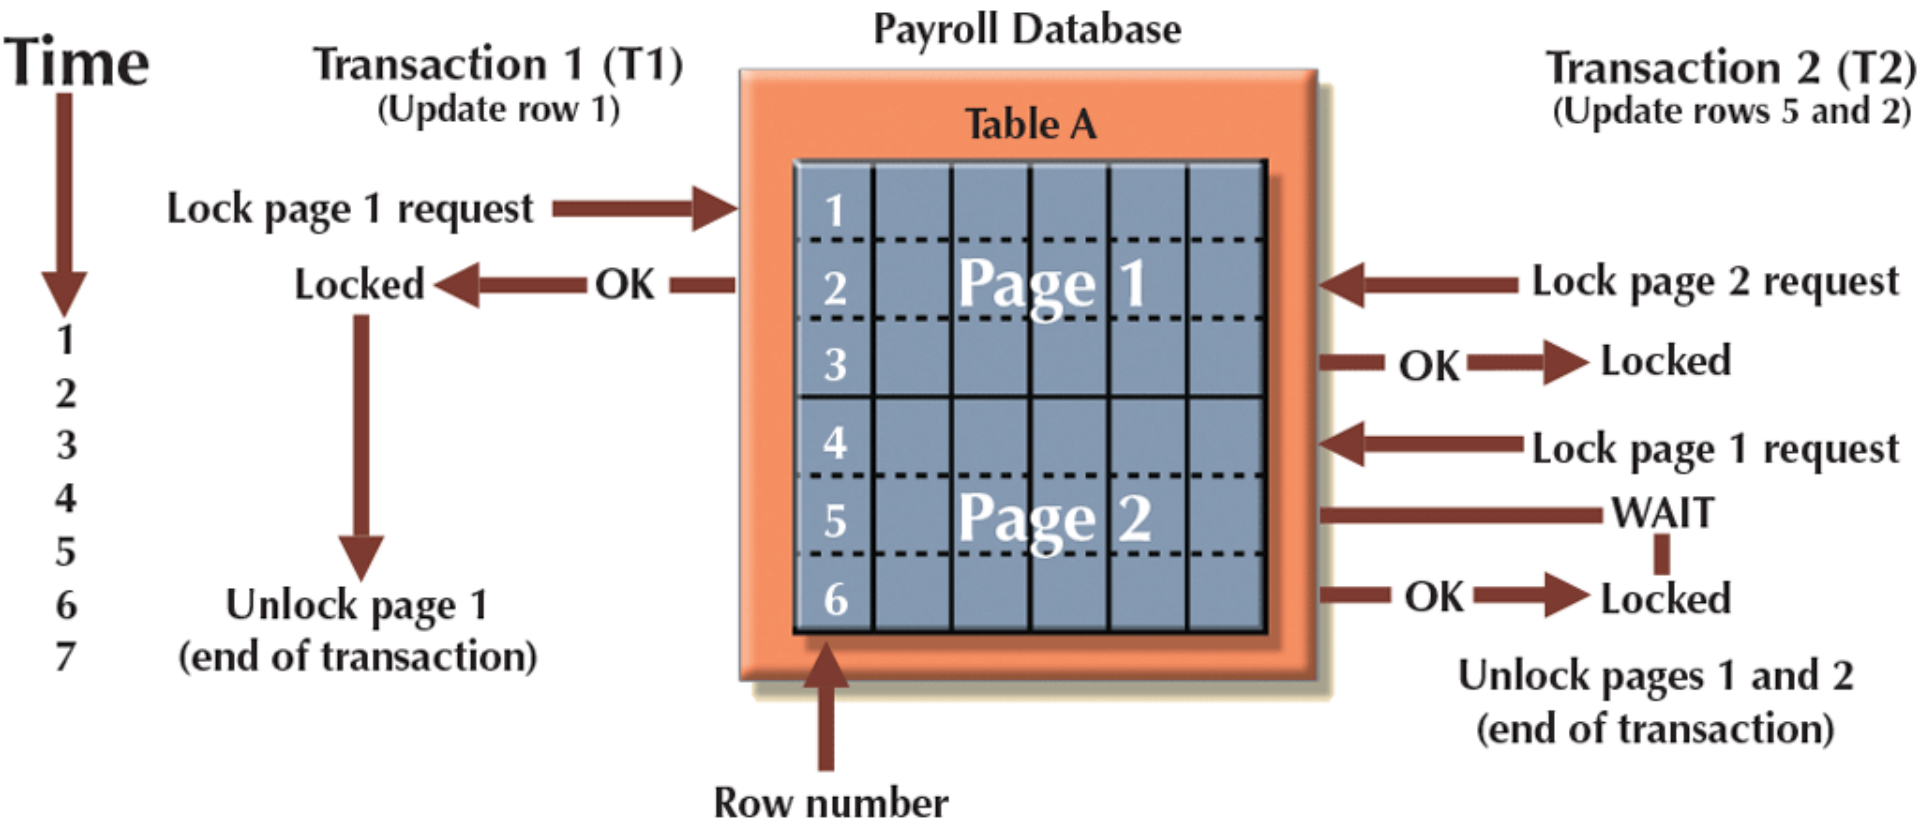 Time
1
2
3
4
5
6
7
Transaction 1 (T1)
(Update row 1)
Lock page 1 request
Locked
OK
Unlock page 1
(end of transaction)
Payroll Database
Table A
1
2
3
4
5
6
Page 1
Page 2
Row number
Transaction 2 (T2)
(Update rows 5 and 2)
Lock page 2 request
OK
Locked
Lock page 1 request
WAIT
OK
Locked
Unlock pages 1 and 2
(end of transaction)